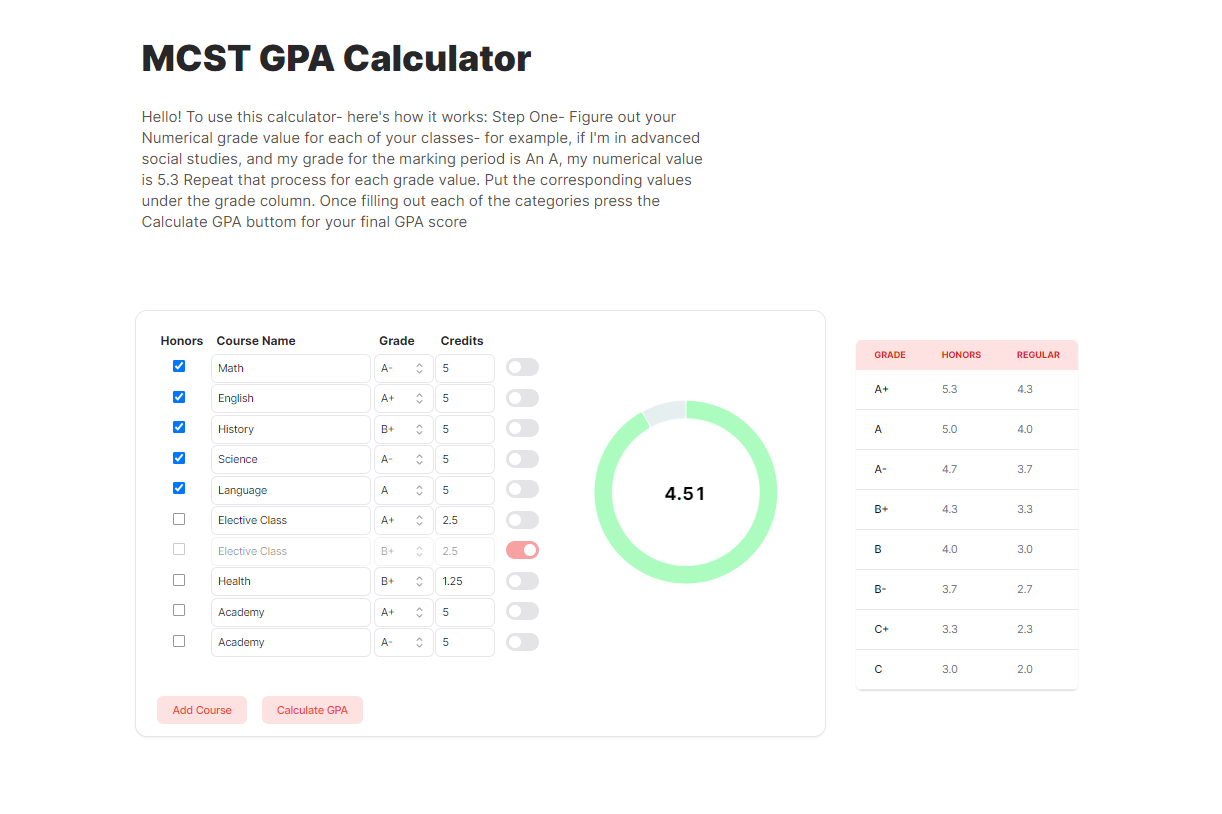 MCST GPA Calculator
Hello! To use this calculator- here's how it works: Step One- Figure out your
Numerical grade value for each of your classes- for example, if I'm in advanced
social studies, and my grade for the marking period is An A, my numerical value
is 5.3 Repeat that process for each grade value. Put the corresponding values
under the grade column. Once filling out each of the categories press the
Calculate GPA buttom for your final GPA score
Honors Course Name Grade Credits
Math A- 5
English A+ 5
History B+ 5
Science A- 5
Language A 5
Elective Class A+ 2.5
Elective Class B+ 2.5
Health B+ 1.25
Academy A+ 5
Academy A- 5
Add Course Calculate GPA
4.51
GRADE HONORS REGULAR
A+ 5.3 4.3
A 5.0 4.0
A- 4.7 3.7
B+ 4.3 3.3
B 4.0 3.0
B- 3.7 2.7
C+ 3.3 2.3
C 3.0 2.0